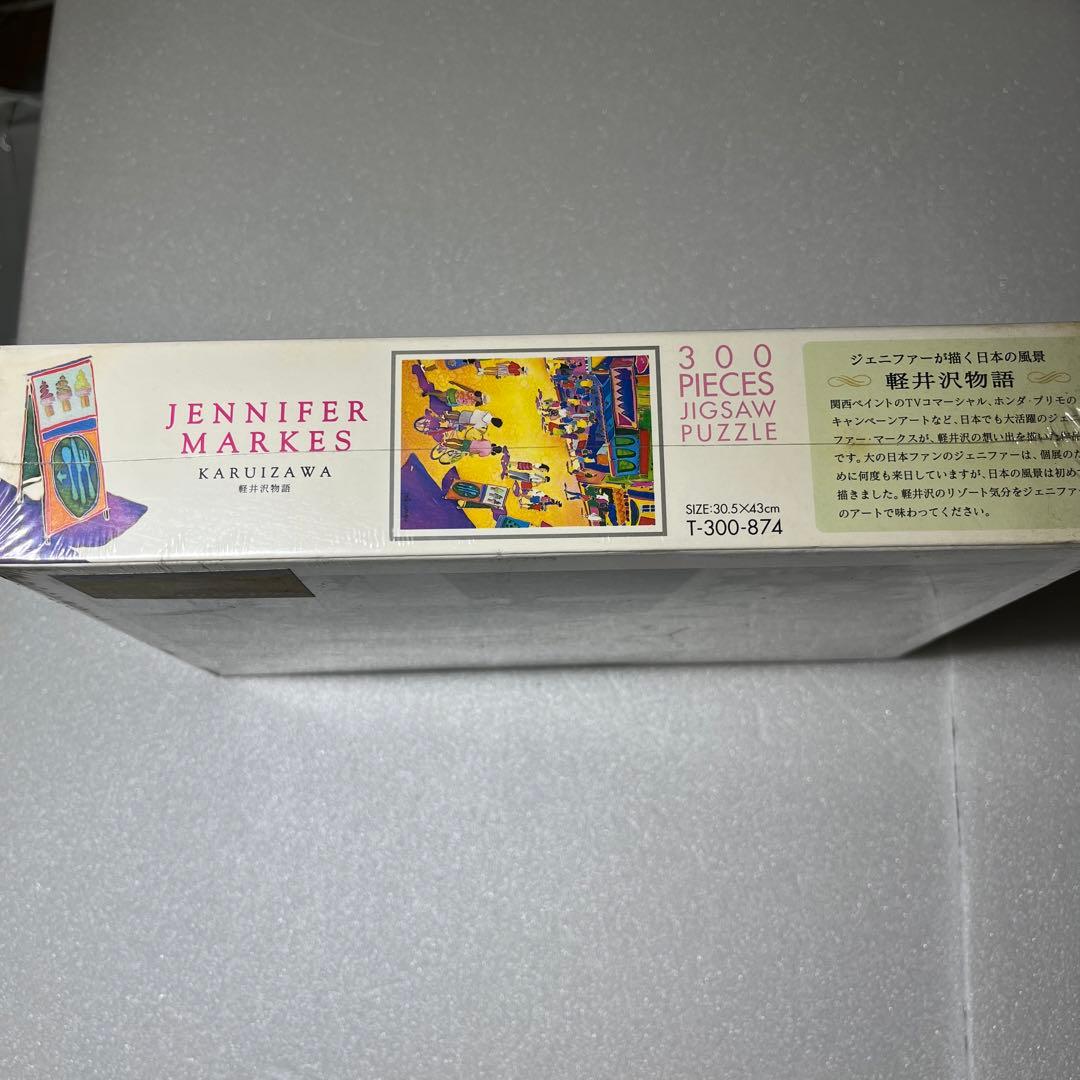 JENNIFER
MARKES
KARUIZAWA
軽井沢物語
300
PIECES
JIGSAW
PUZZLE
SIZE:30.5×43cm
T-300-874
ジェニファーが描く日本の風景
軽井沢物語
関西ペイントのTVコマーシャル、ホンダ・プリモの
キャンペーンアートなど、日本でも大活躍のジェ
ファー・マークスが、軽井沢の想い出を描いた
です。大の日本ファンのジェニファーは、個展のた
めに何度も来日していますが、日本の風景は初め
描きました。軽井沢のリゾート気分をジェニファ
のアートで味わってください。